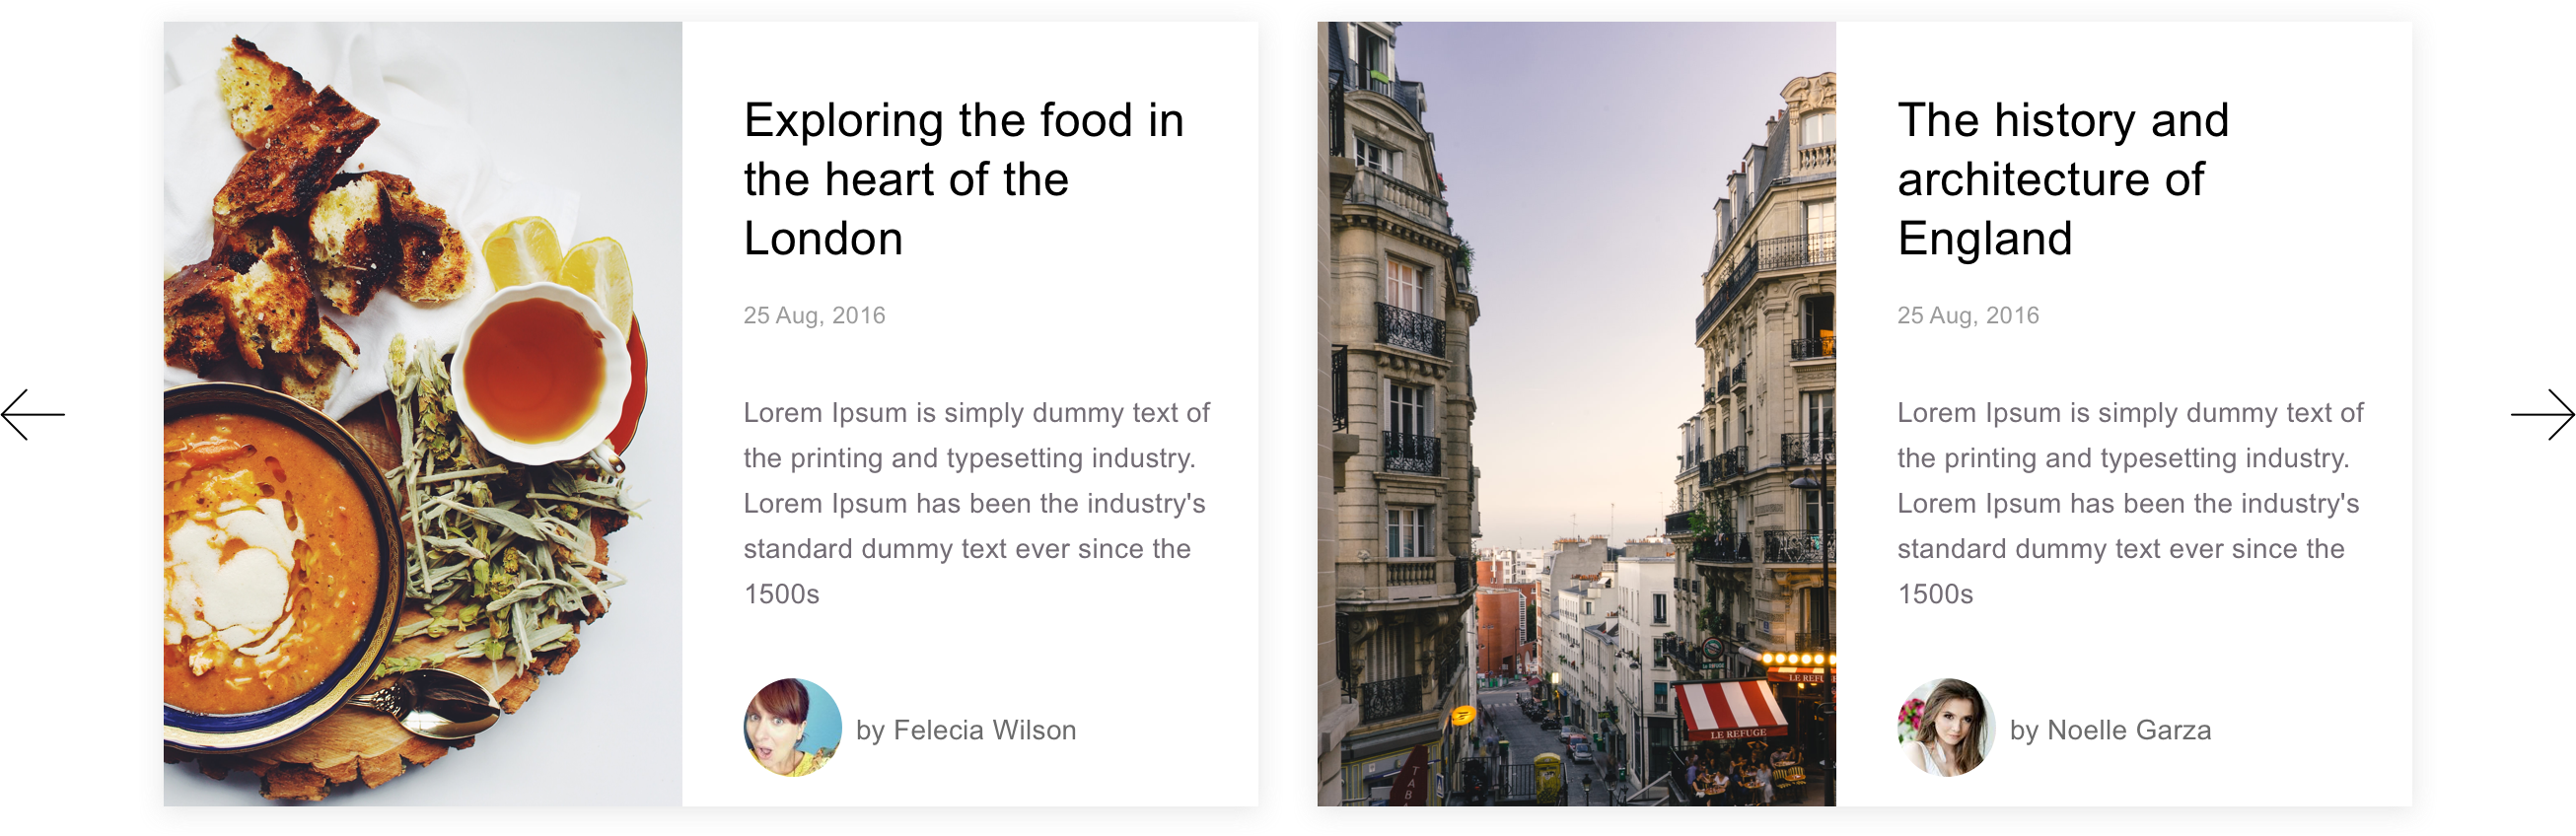 Exploring the food in
the heart of the
London
25 Aug, 2016
Lorem Ipsum is simply dummy text of
the printing and typesetting industry.
Lorem Ipsum has been the industry's
standard dummy text ever since the
1500s
by Felecia Wilson
The history and
architecture of
England
25 Aug, 2016
Lorem Ipsum is simply dummy text of
the printing and typesetting industry.
Lorem Ipsum has been the industry's
standard dummy text ever since the
1500s
by Noelle Garza
LE REFU
LE REFUGE
TAB